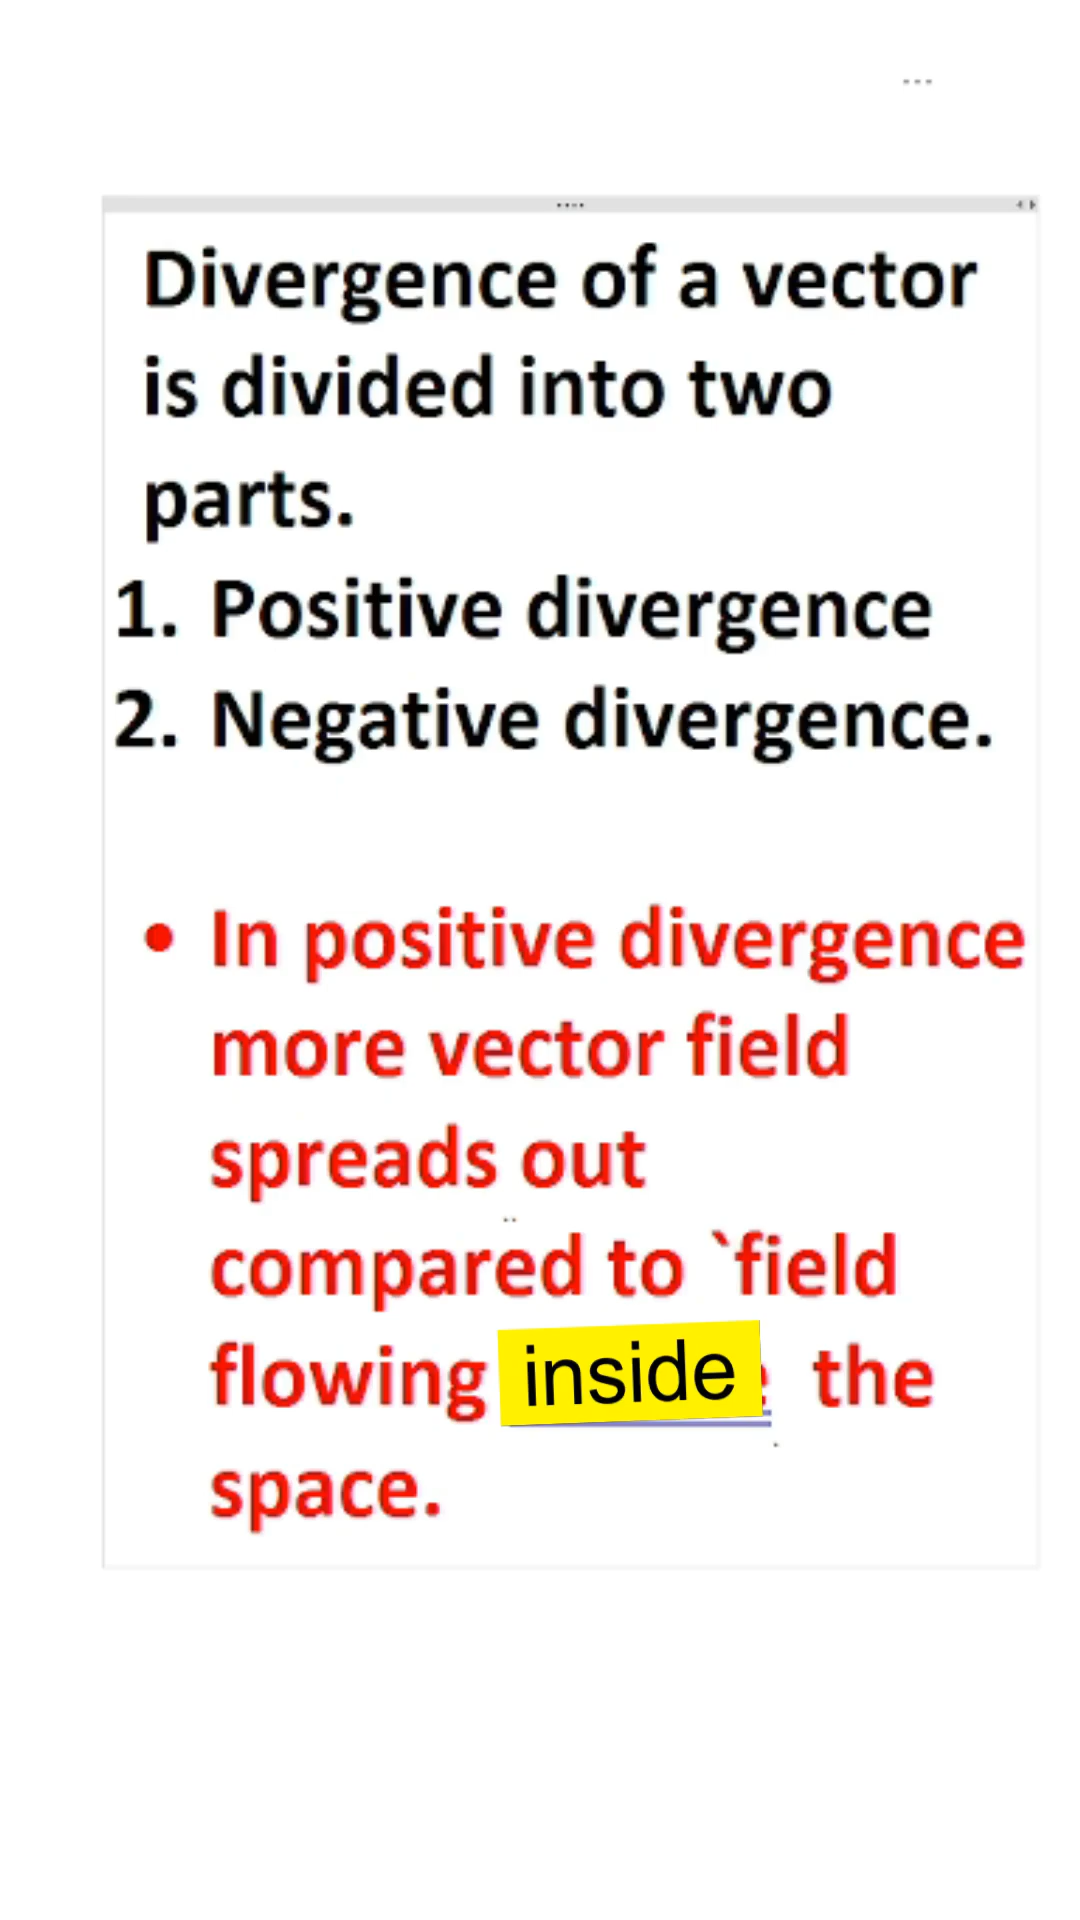 Divergence of a vector
is divided into two
parts.
1. Positive divergence
2. Negative divergence.
• In positive divergence
more vector field
spreads out
compared to `field
flowing inside the
space.